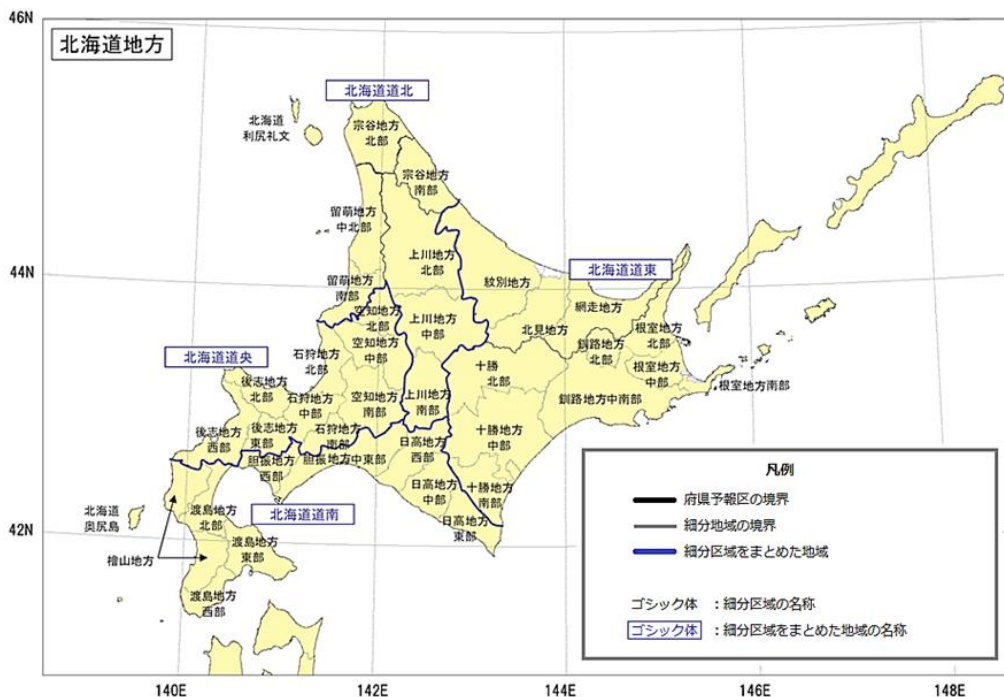 46N
北海道地方
北海道道北
北海道
利尻礼文
宗谷地方
北部
宗谷地方
南部
留萌地方
中北部
上川地方
北部
44N
北海道道東
紋別地方
留萌地方
南部
網走地方
空知地方
北部
上川地方
中部
北見地方
釧路地方
北部
根室地方
北部
空知地方
中部
北海道道央
石狩地方
北部
十勝
北部
根室地方
中部
根室地方南部
後志地方
北部
石狩地方
中部
空知地方
南部
上川地方
南部
釧路地方中南部
後志地方
西部
後志地方
東部
石狩地方
南部
十勝地方
中部
日高地方
西部
胆振地方
西部
胆振地方中東部
日高地方
中部
十勝地方
南部
北海道
奥尻島
渡島地方
北部
北海道道南
日高地方
東部
42N
檜山地方
渡島地方
東部
渡島地方
西部
凡例
府県予報区の境界
細分地域の境界
細分区域をまとめた地域
ゴシック体 :細分区域の名称
ゴシック体 :細分区域をまとめた地域の名称
140E 142E 144E 146E 148E